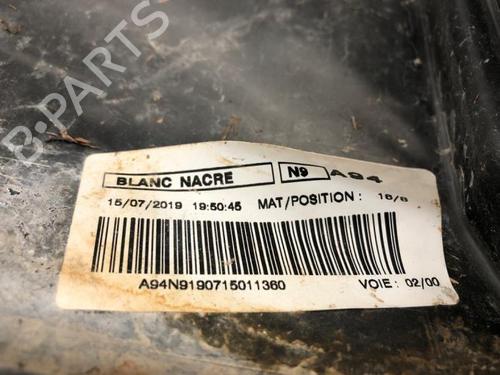 B-PARTS
BLANC NACRE N9 A94
15/07/2019 19:50:45 MAT/POSITION : 16/6
A94N9190715011360 VOIE : 02/00